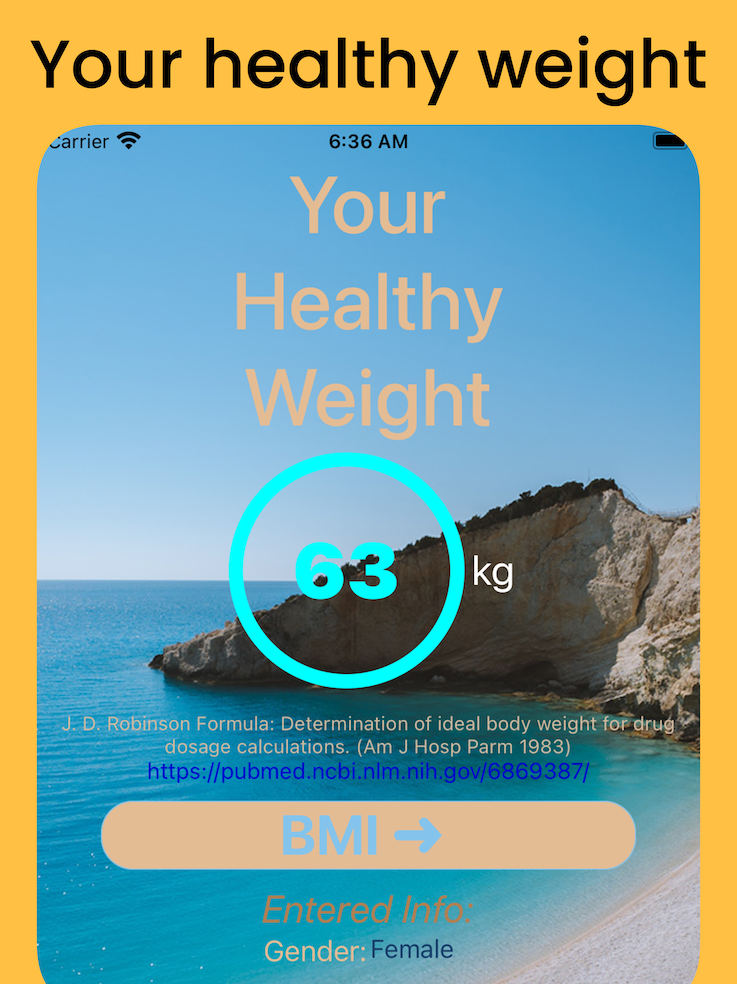 Your healthy weight
Carrier
6:36 AM
Your
Healthy
Weight
63
kg
J. D. Robinson Formula: Determination of ideal body weight for drug
dosage calculations. (Am J Hosp Parm 1983)
https://pubmed.ncbi.nlm.nih.gov/6869387/
BMI ➔
Entered Info:
Gender: Female